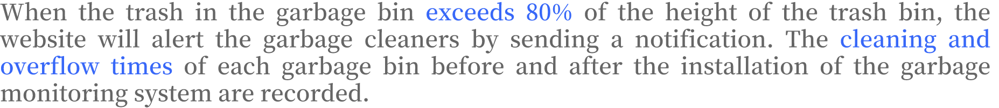 When the trash in the garbage bin exceeds 80% of the height of the trash bin, the
website will alert the garbage cleaners by sending a notification. The cleaning and
overflow times of each garbage bin before and after the installation of the garbage
monitoring system are recorded.